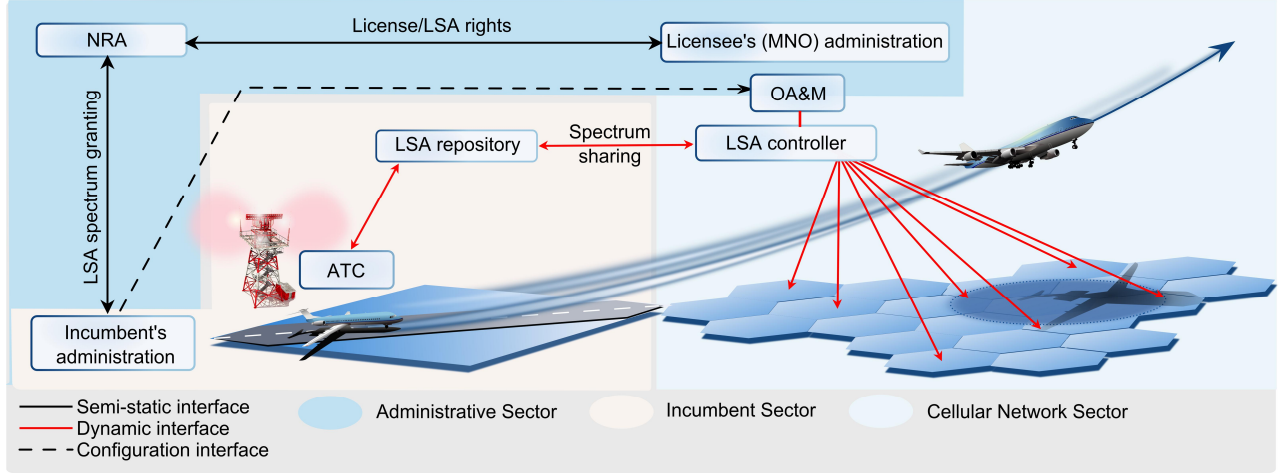 NRA
License/LSA rights
Licensee's (MNO) administration
LSA spectrum granting
OA&M
LSA repository
Spectrum
sharing
LSA controller
ATC
Incumbent's
administration
Semi-static interface
Dynamic interface
Configuration interface
Administrative Sector
Incumbent Sector
Cellular Network Sector